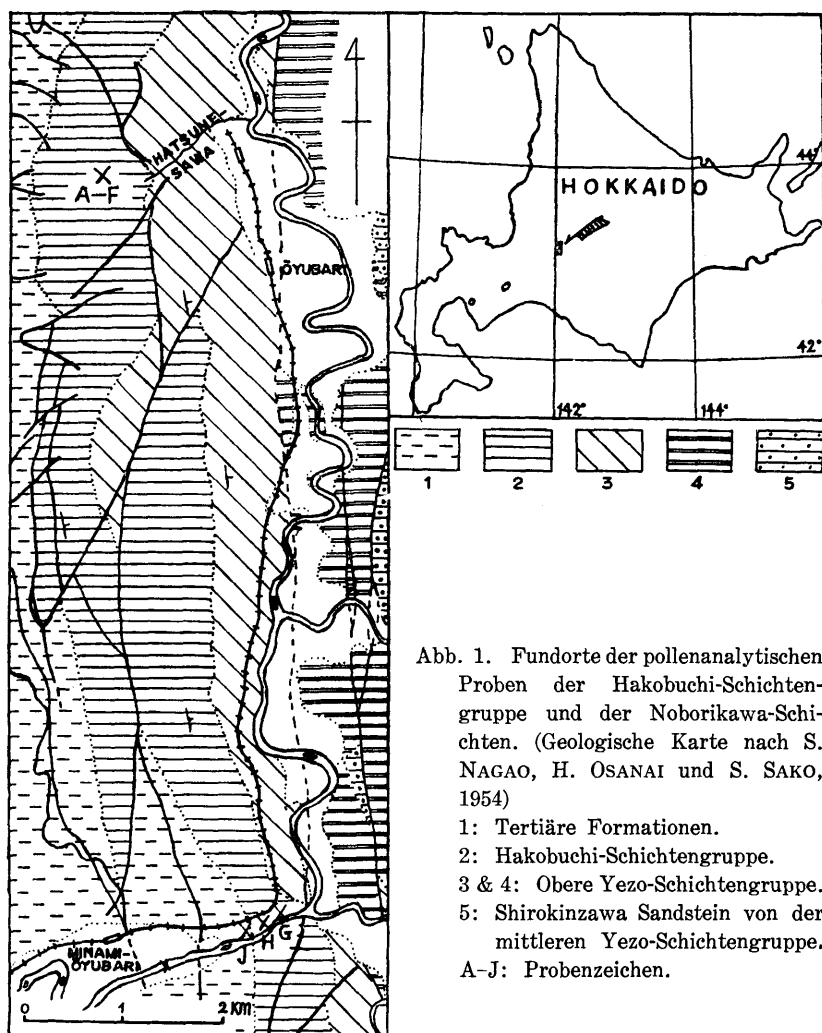 HATSUNE-
SAWA
A-F
ŌYUBARI
MINAMI-
ŌYUBARI
J H G
0 1 2 KM
44°
HOKKAIDO
42°
142° 144°
1 2 3 4 5
Abb. 1. Fundorte der pollenanalytischen
Proben der Hakobuchi-Schichten-
gruppe und der Noborikawa-Schi-
chten. (Geologische Karte nach S.
NAGAO, H. OSANAI und S. SAKO,
1954)
1: Tertiäre Formationen.
2: Hakobuchi-Schichtengruppe.
3 & 4: Obere Yezo-Schichtengruppe.
5: Shirokinzawa Sandstein von der
mittleren Yezo-Schichtengruppe.
A-J: Probenzeichen.